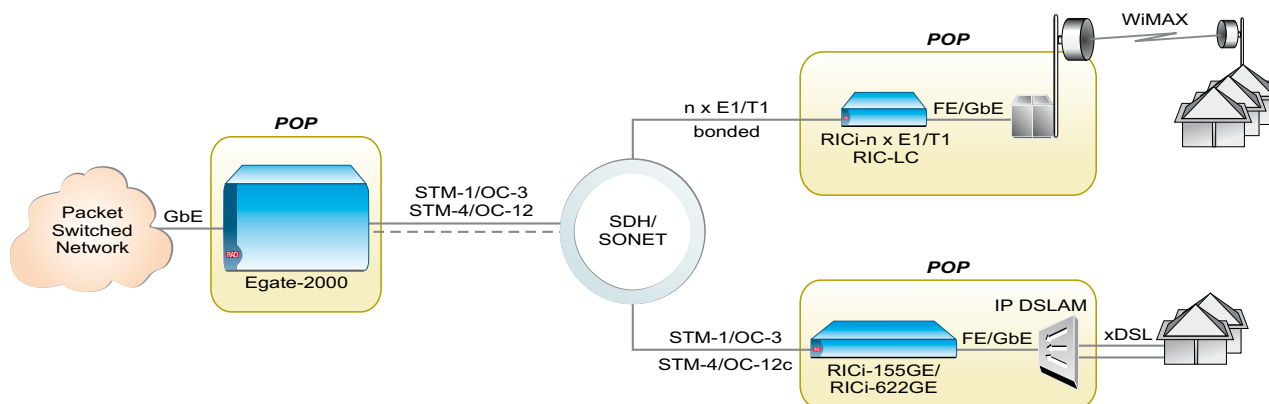 POP
Packet
Switched
Network
GbE
RAD
Egate-2000
STM-1/OC-3
STM-4/OC-12
SDH/
SONET
POP
n x E1/T1
bonded
RICi-n x E1/T1
RIC-LC
FE/GbE
WiMAX
POP
STM-1/OC-3
STM-4/OC-12c
RICi-155GE/
RICi-622GE
FE/GbE
IP DSLAM
xDSL